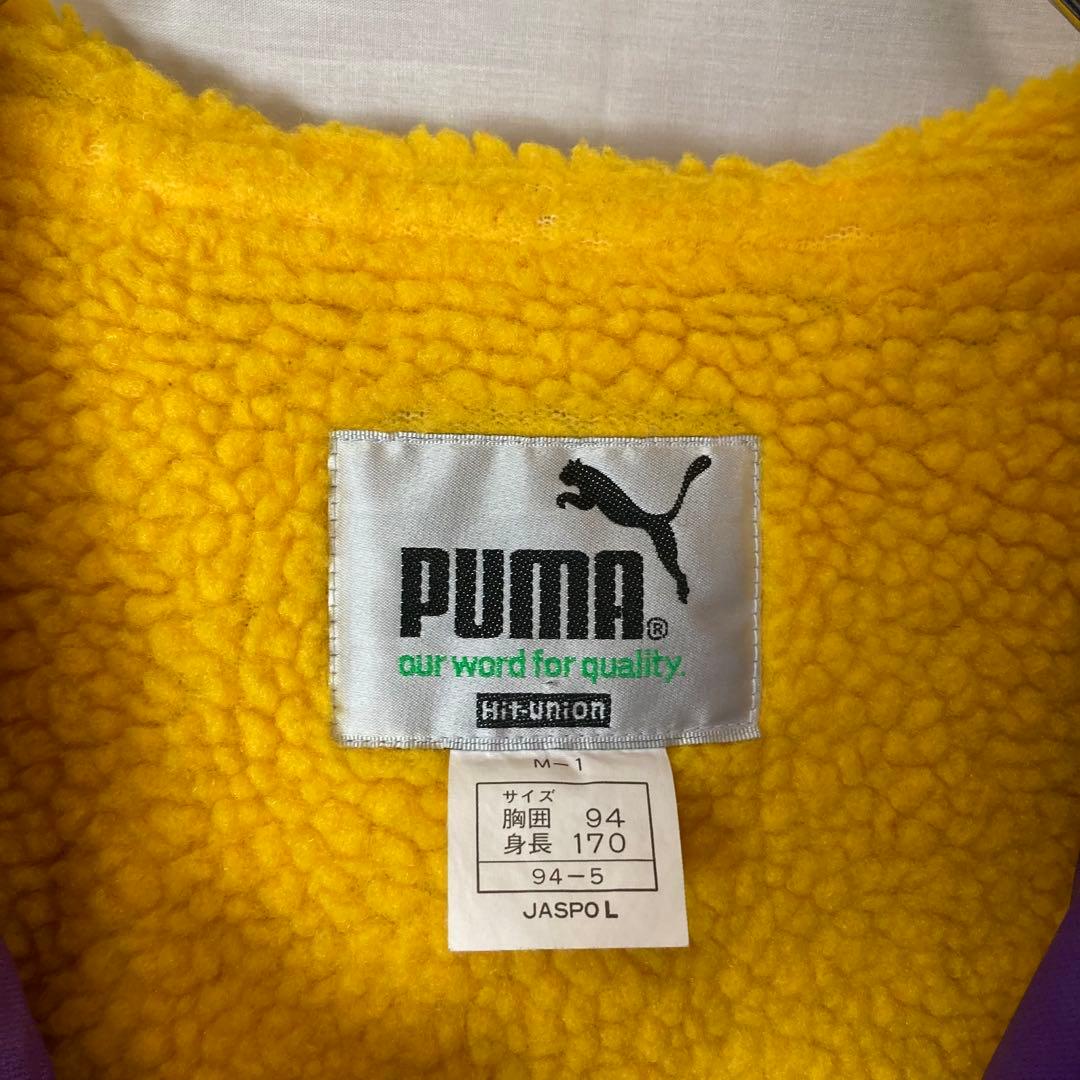 PUMA®
our word for quality.
Hit-union
M-1
サイズ
胸囲 94
身長 170
94-5
JASPO L